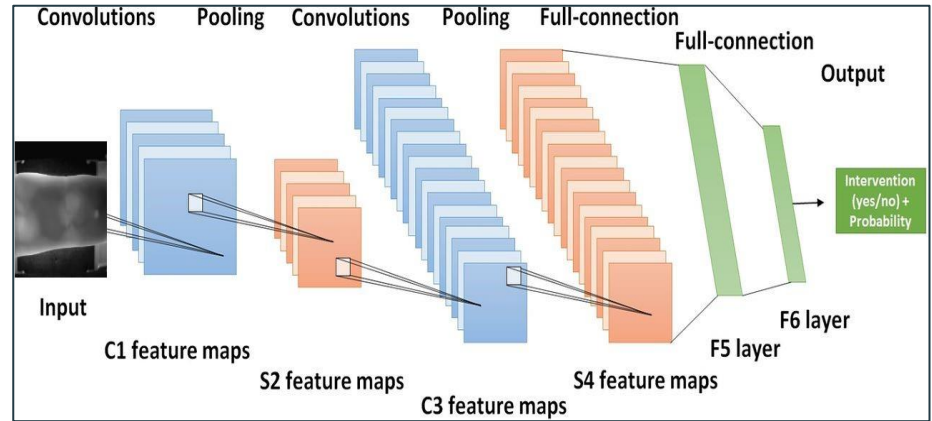 Convolutions Pooling Convolutions Pooling Full-connection
Full-connection
Output
Intervention
(yes/no) +
Probability
Input
F6 layer
C1 feature maps
F5 layer
S2 feature maps
S4 feature maps
C3 feature maps